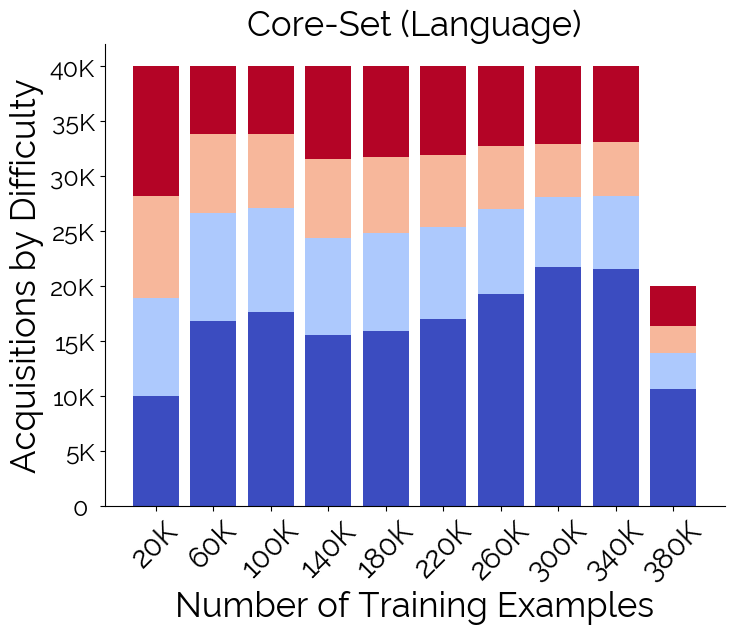 Core-Set (Language)
Acquisitions by Difficulty
40K
35K
30K
25K
20K
15K
10K
5K
0
20K
60K
100K
140K
180K
220K
260K
300K
340K
380K
Number of Training Examples